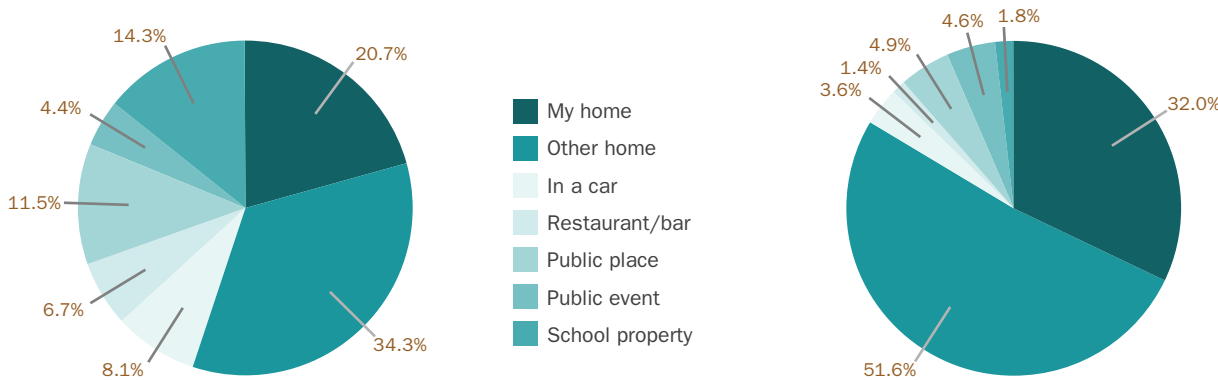 14.3%
20.7%
4.4%
11.5%
6.7%
8.1%
34.3%
My home
Other home
In a car
Restaurant/bar
Public place
Public event
School property
1.8%
4.6%
4.9%
1.4%
3.6%
32.0%
51.6%